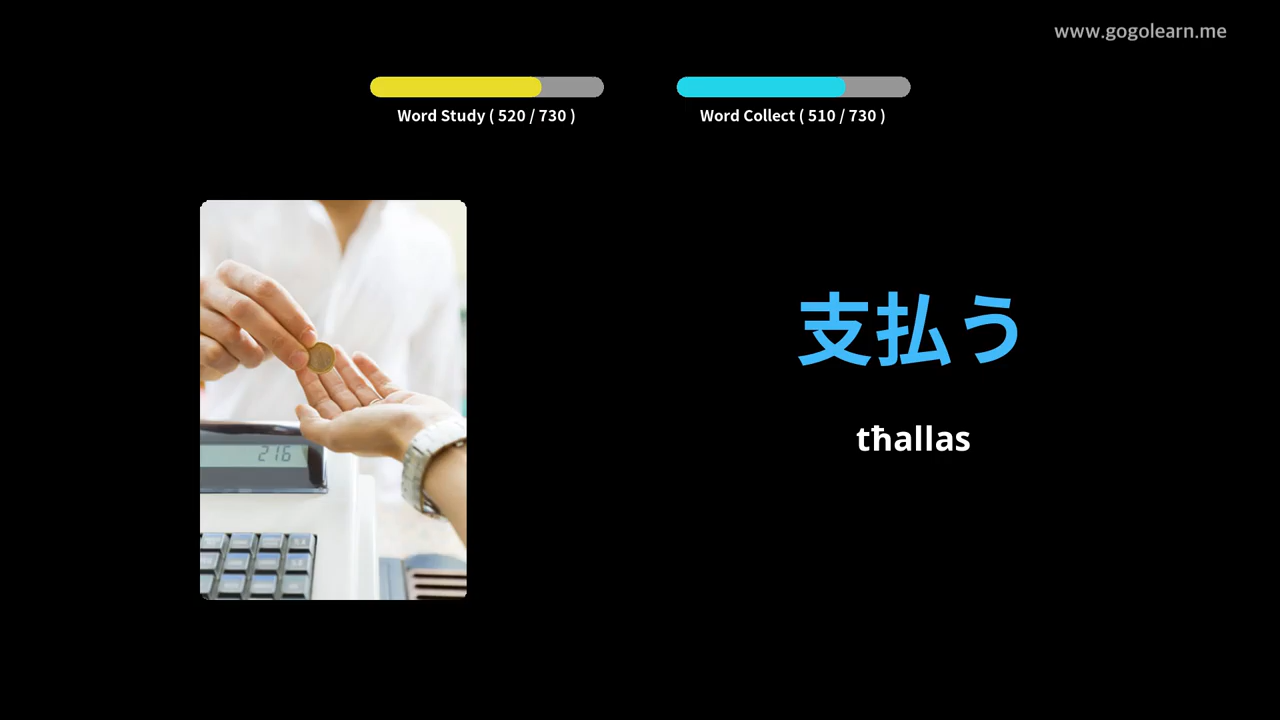 www.gogolearn.me
Word Study ( 520 / 730 )
Word Collect ( 510 / 730 )
支払う
tħallas
216